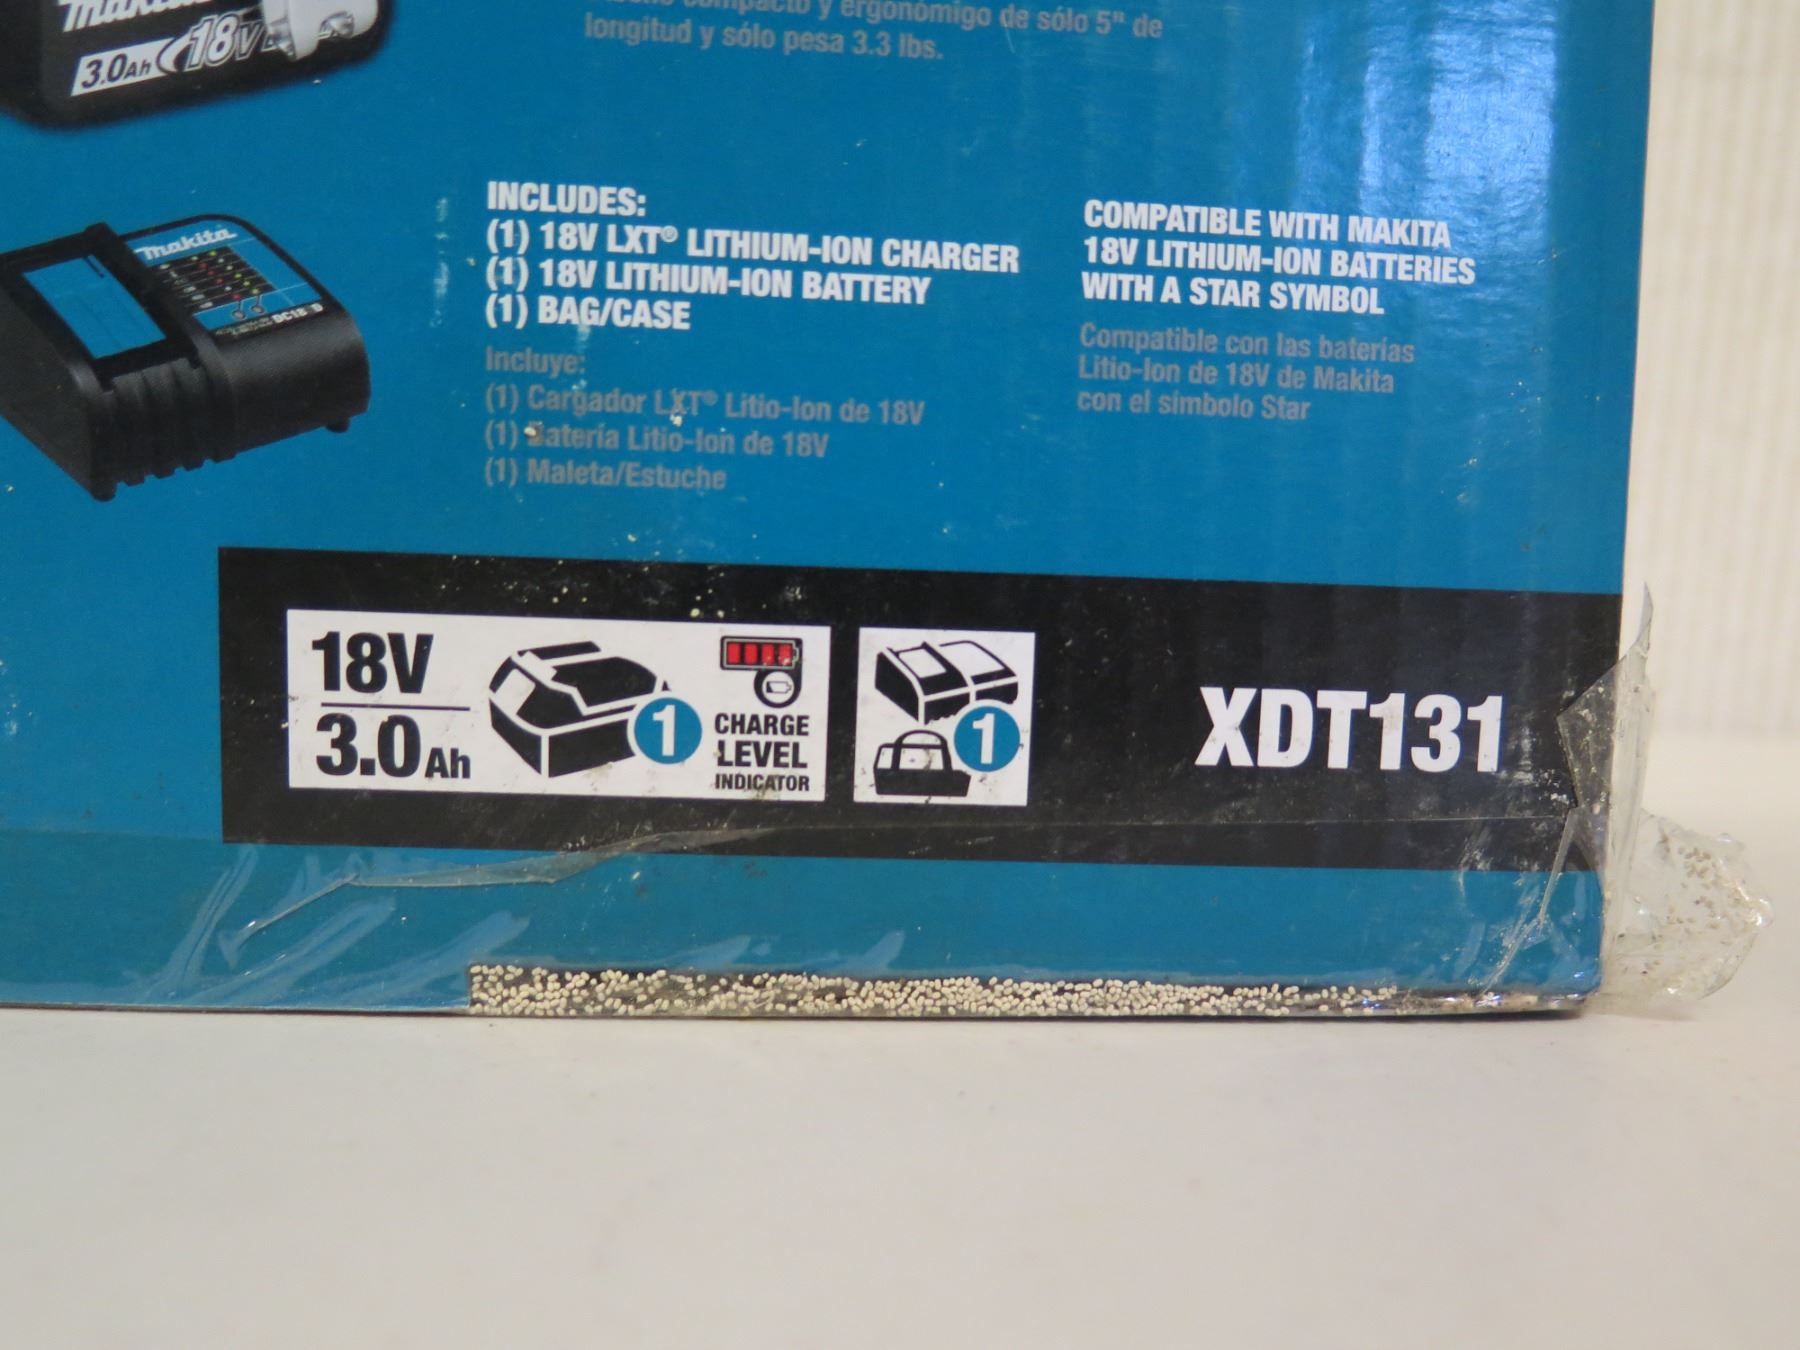 makita
3.0Ah 18V
compacto y ergonómigo de sólo 5" de
longitud y sólo pesa 3.3 lbs.
makita
INCLUDES:
(1) 18V LXT® LITHIUM-ION CHARGER
(1) 18V LITHIUM-ION BATTERY
(1) BAG/CASE
Incluye:
(1) Cargador LXT® Litio-Ion de 18V
(1) Batería Litio-Ion de 18V
(1) Maleta/Estuche
COMPATIBLE WITH MAKITA
18V LITHIUM-ION BATTERIES
WITH A STAR SYMBOL
Compatible con las baterías
Litio-Ion de 18V de Makita
con el símbolo Star
18V
3.0Ah
1
CHARGE
LEVEL
INDICATOR
1
XDT131